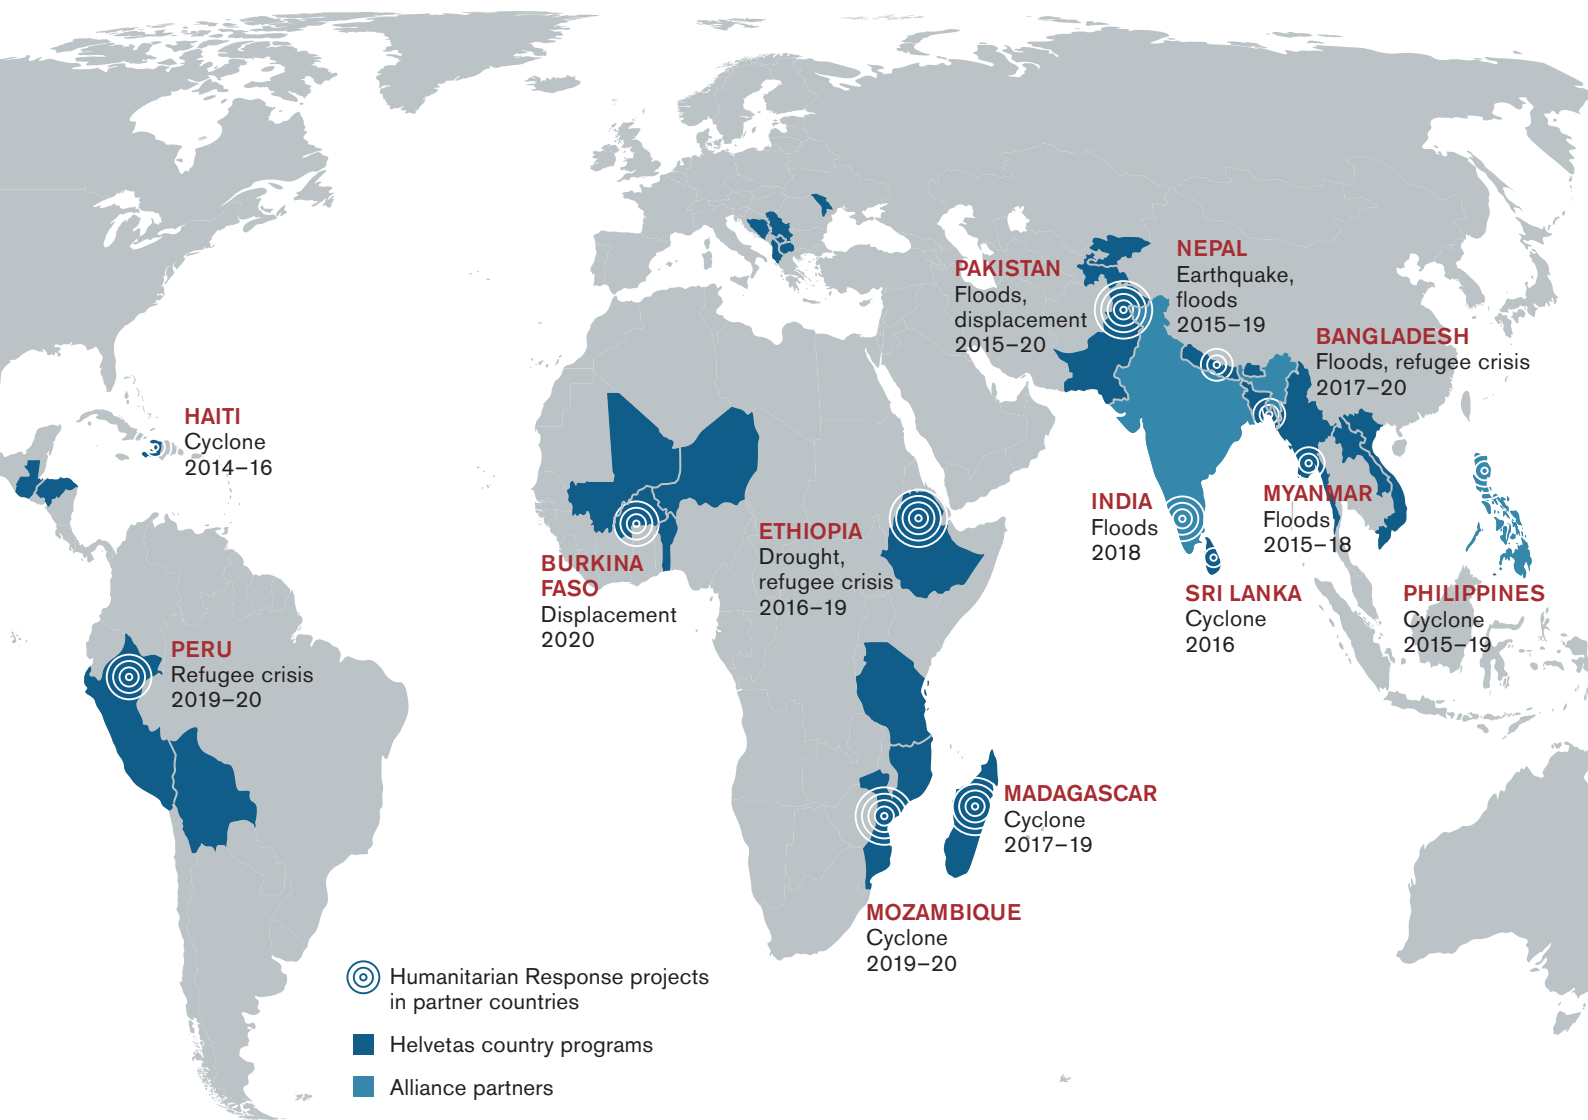 PAKISTAN
Floods,
displacement
2015–20
NEPAL
Earthquake,
floods
2015–19
BANGLADESH
Floods, refugee crisis
2017–20
HAITI
Cyclone
2014–16
BURKINA
FASO
Displacement
2020
ETHIOPIA
Drought,
refugee crisis
2016–19
INDIA
Floods
2018
MYANMAR
Floods
2015–18
SRI LANKA
Cyclone
2016
PHILIPPINES
Cyclone
2015–19
PERU
Refugee crisis
2019–20
MADAGASCAR
Cyclone
2017–19
MOZAMBIQUE
Cyclone
2019–20
Humanitarian Response projects
in partner countries
Helvetas country programs
Alliance partners